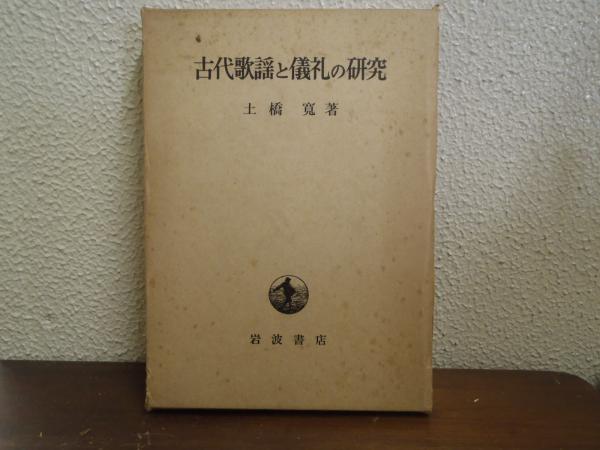 古代歌謡と儀礼の研究
土橋 寛著
岩波書店